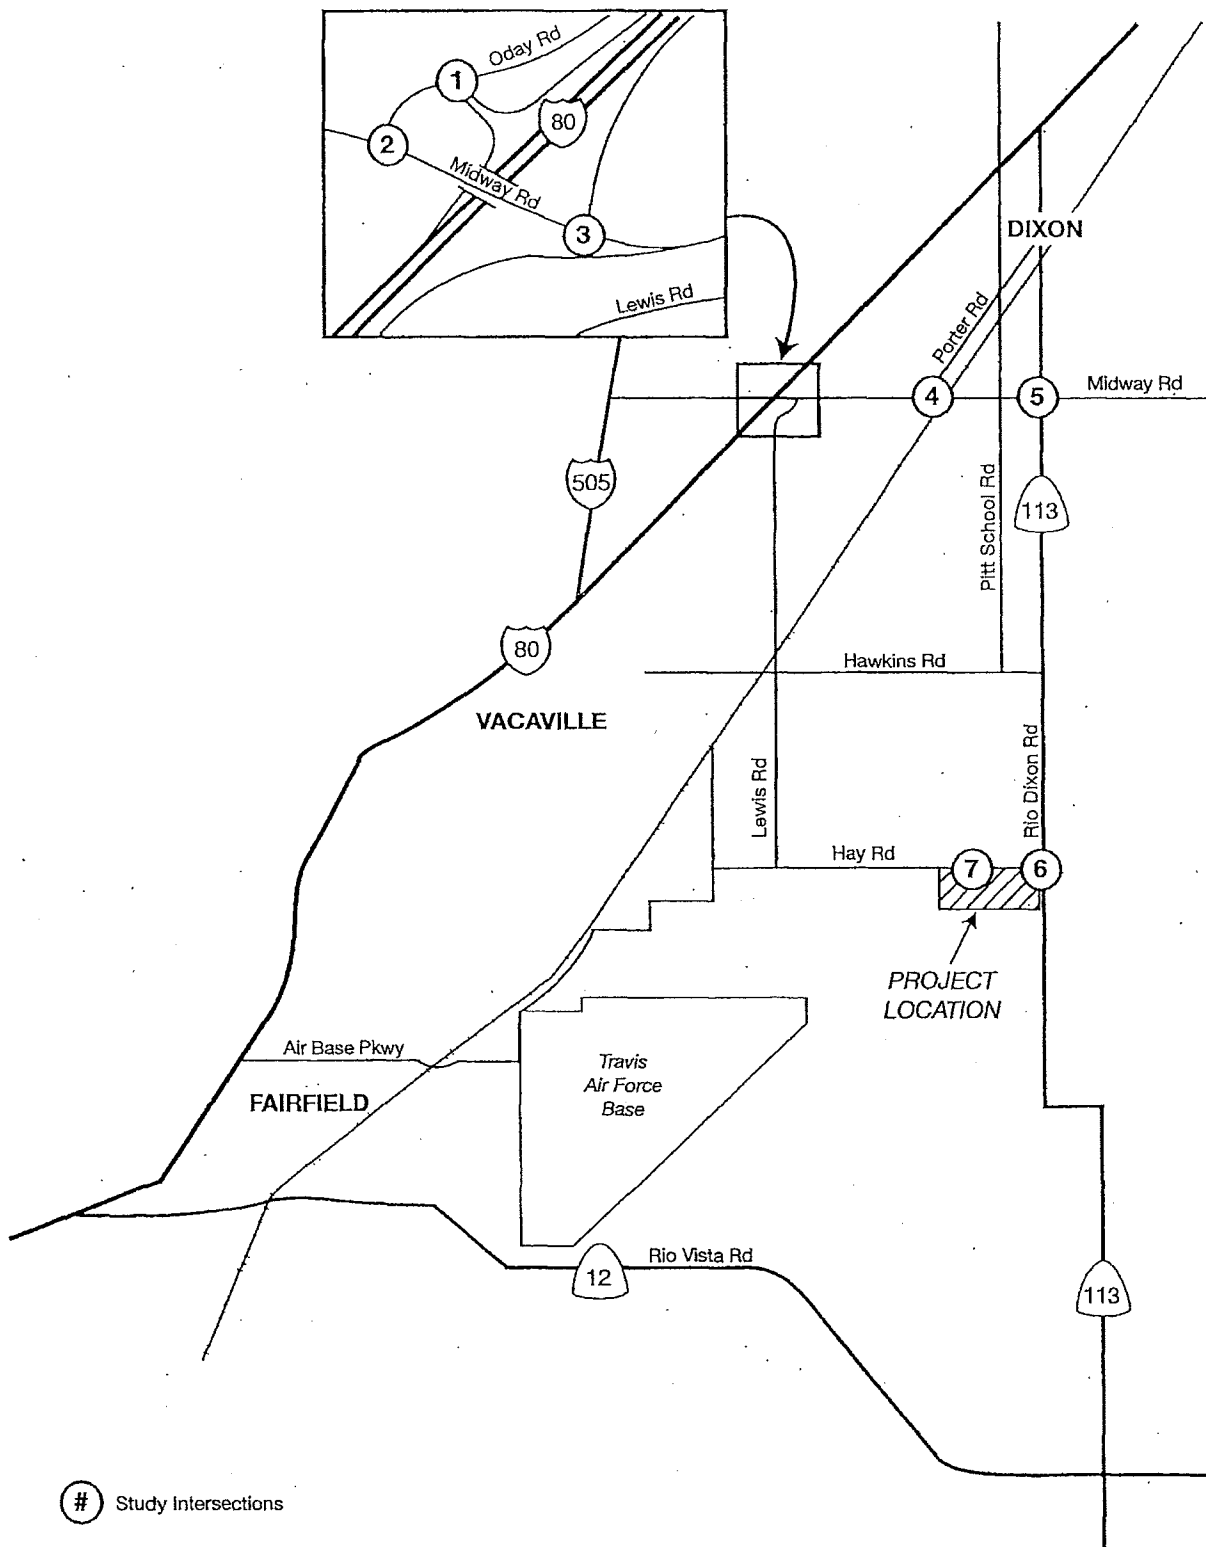 Oday Rd
1
80
2
Midway Rd
3
Lewis Rd
DIXON
Porter Rd
4
5
Midway Rd
505
Pitt School Rd
113
80
Hawkins Rd
VACAVILLE
Lewis Rd
Rio Dixon Rd
Hay Rd
7
6
PROJECT
LOCATION
Air Base Pkwy
Travis
Air Force
Base
FAIRFIELD
Rio Vista Rd
12
113
# Study Intersections